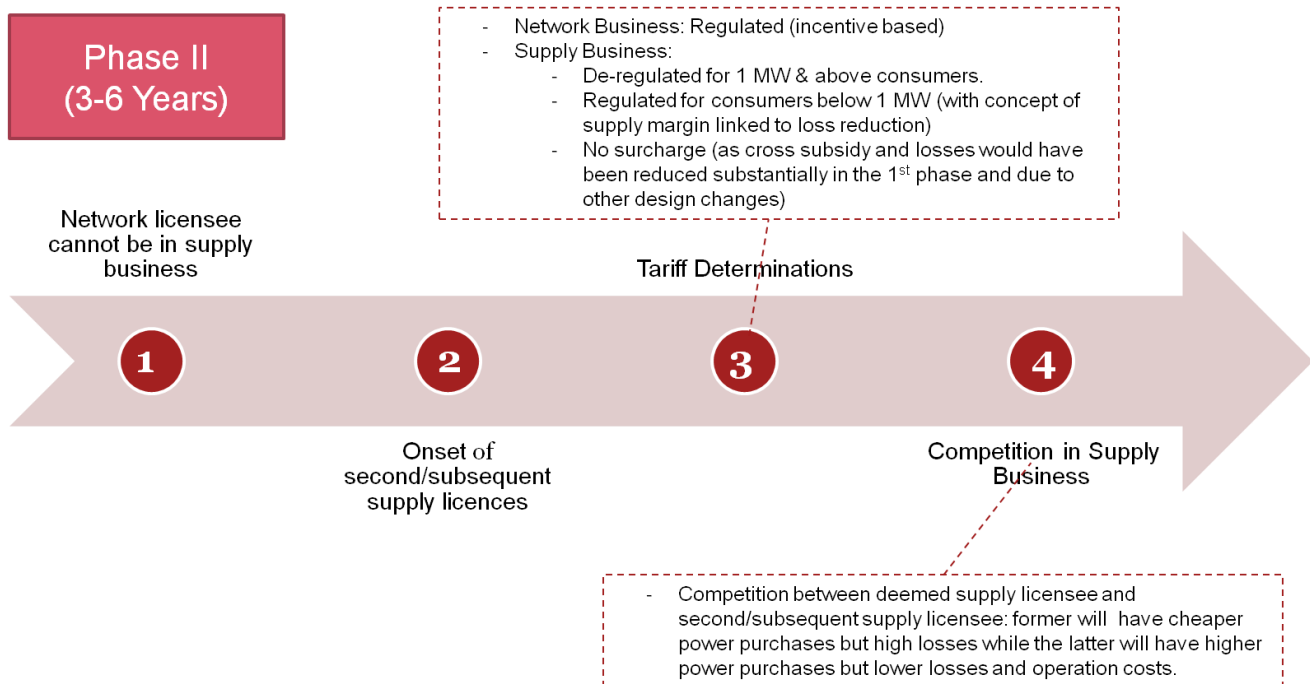 Phase II
(3-6 Years)
- Network Business: Regulated (incentive based)
- Supply Business:
- De-regulated for 1 MW & above consumers.
- Regulated for consumers below 1 MW (with concept of
supply margin linked to loss reduction)
- No surcharge (as cross subsidy and losses would have
been reduced substantially in the 1st phase and due to
other design changes)
Network licensee
cannot be in supply
business
Tariff Determinations
1
2
3
4
Onset of
second/subsequent
supply licences
Competition in Supply
Business
- Competition between deemed supply licensee and
second/subsequent supply licensee: former will have cheaper
power purchases but high losses while the latter will have higher
power purchases but lower losses and operation costs.